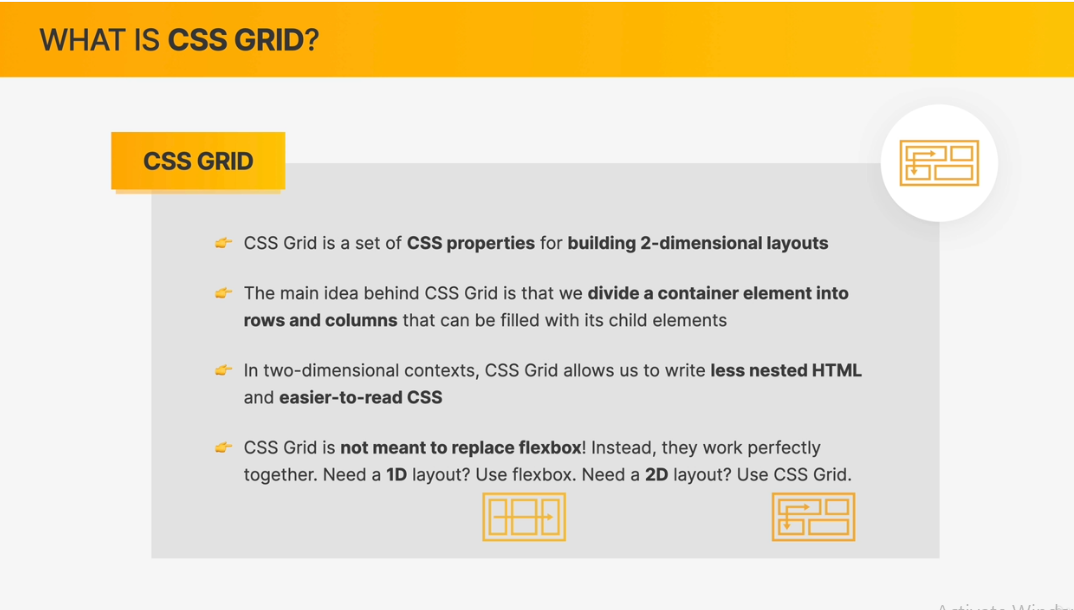 WHAT IS CSS GRID?
CSS GRID
👉 CSS Grid is a set of CSS properties for building 2-dimensional layouts
👉 The main idea behind CSS Grid is that we divide a container element into
rows and columns that can be filled with its child elements
👉 In two-dimensional contexts, CSS Grid allows us to write less nested HTML
and easier-to-read CSS
👉 CSS Grid is not meant to replace flexbox! Instead, they work perfectly
together. Need a 1D layout? Use flexbox. Need a 2D layout? Use CSS Grid.